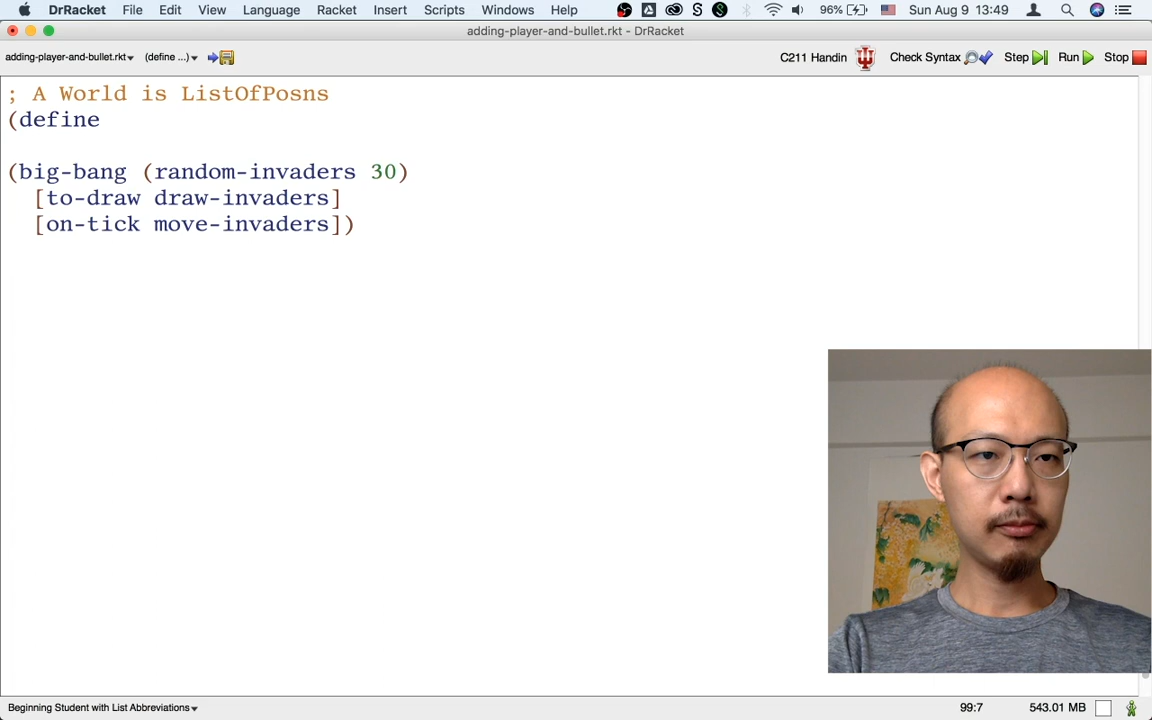 DrRacket File Edit View Language Racket Insert Scripts Windows Help 96% Sun Aug 9 13:49
adding-player-and-bullet.rkt - DrRacket
adding-player-and-bullet.rkt (define ...) C211 Handin Check Syntax Step Run Stop
; A World is ListOfPosns
(define
(big-bang (random-invaders 30)
[to-draw draw-invaders]
[on-tick move-invaders])
Beginning Student with List Abbreviations 99:7 543.01 MB